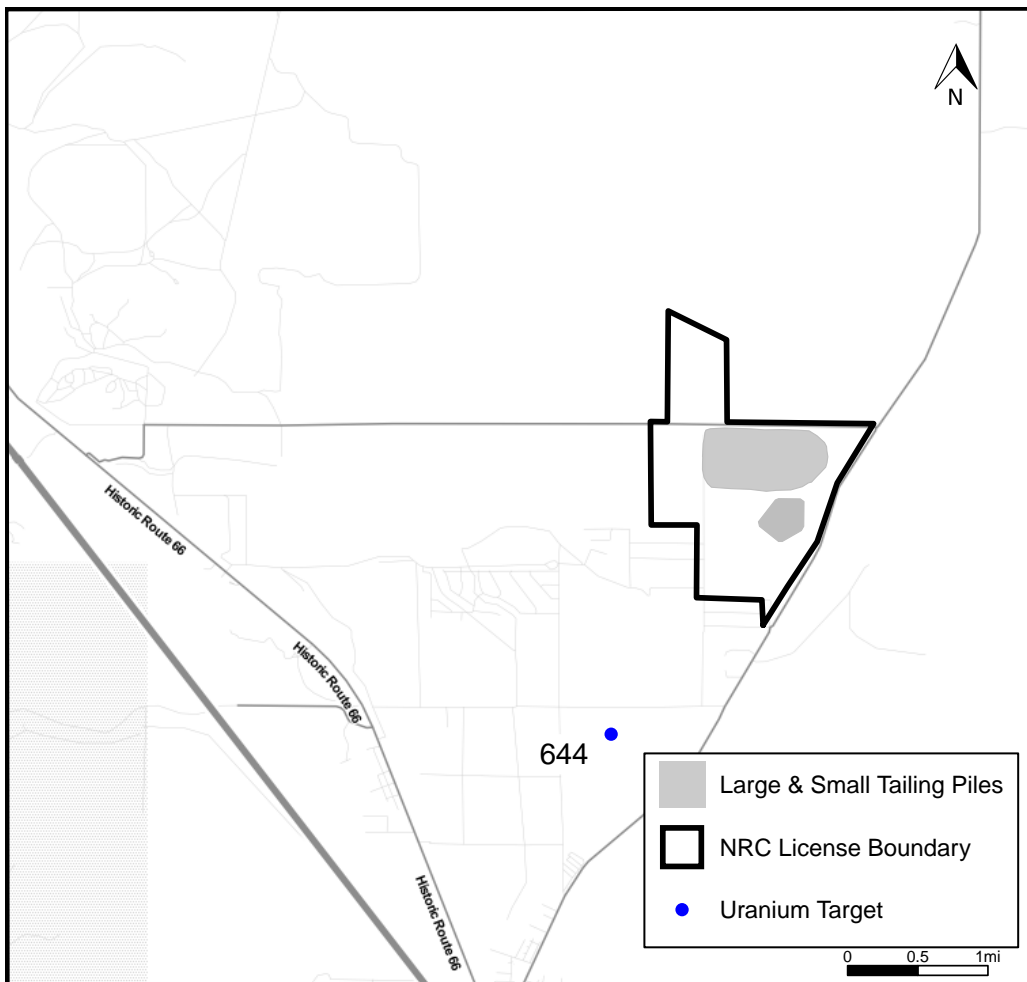 N
Historic Route 66
Historic Route 66
644
Large & Small Tailing Piles
NRC License Boundary
Uranium Target
Historic Route 66
0 0.5 1mi